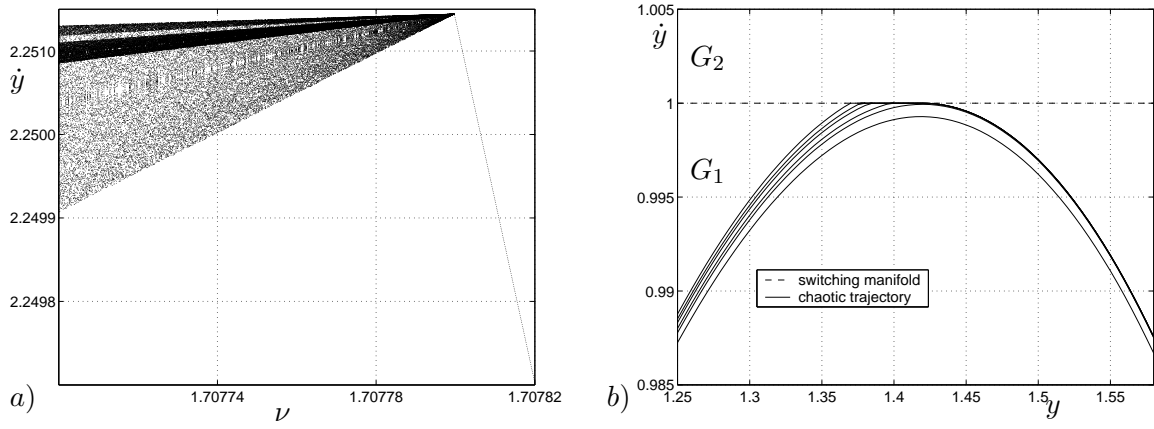 2.2510
ẏ
2.2500
2.2499
2.2498
1.70774
1.70778
1.70782
ν
a)
1.005
ẏ
G2
1
G1
0.995
0.99
0.985
switching manifold
chaotic trajectory
1.25
1.3
1.35
1.4
1.45
1.5
1.55
y
b)